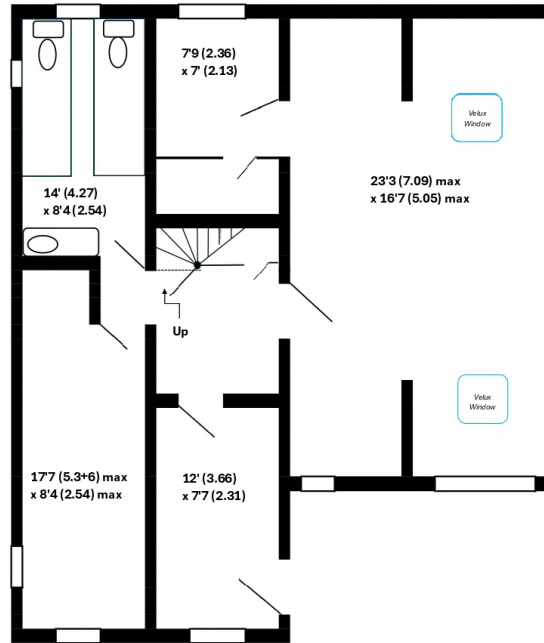 7'9 (2.36)
x 7' (2.13)
Velux
Window
23'3 (7.09) max
x 16'7 (5.05) max
14' (4.27)
x 8'4 (2.54)
Up
Velux
Window
17'7 (5.3+6) max
x 8'4 (2.54) max
12' (3.66)
x 7'7 (2.31)